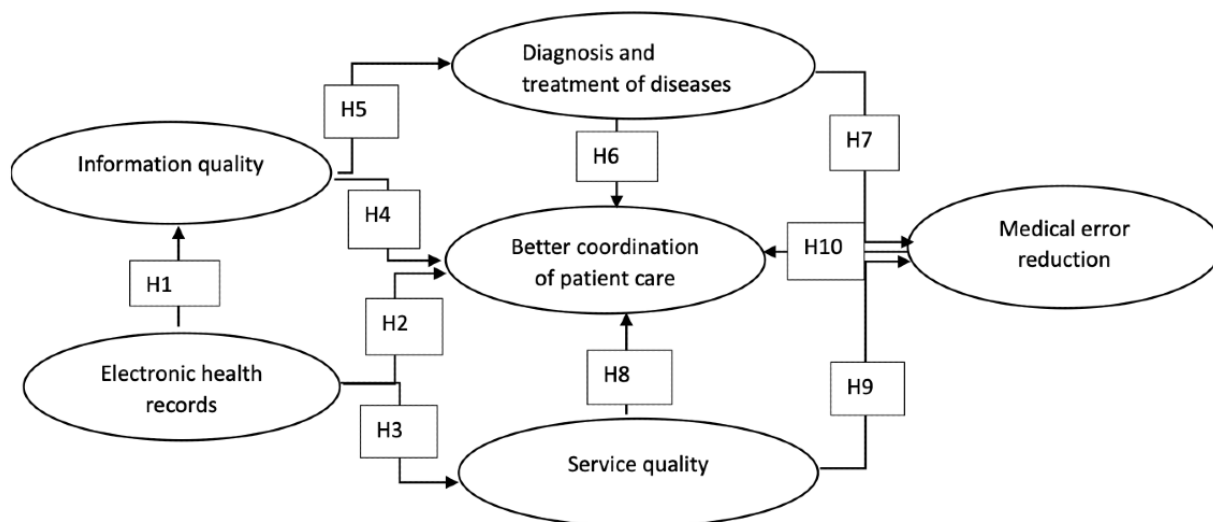 Diagnosis and
treatment of diseases
H5
H7
Information quality
H6
H4
Better coordination
of patient care
H10
Medical error
reduction
H1
H2
Electronic health
records
H8
H9
H3
Service quality